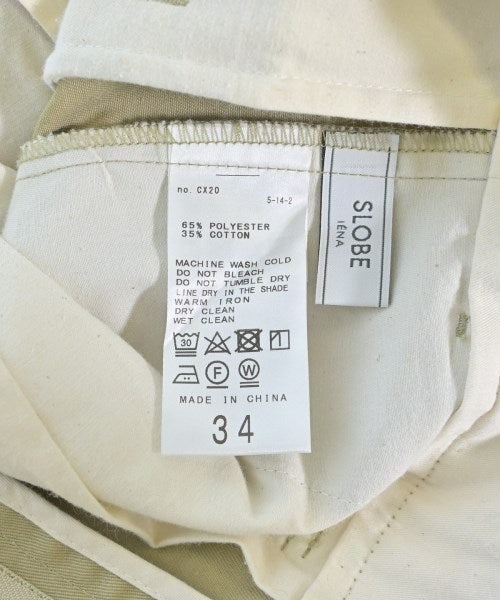 no. CX20
5-14-2
65% POLYESTER
35% COTTON
MACHINE WASH COLD
DO NOT BLEACH
DO NOT TUMBLE DRY
LINE DRY IN THE SHADE
WARM IRON
DRY CLEAN
WET CLEAN
30
F W
MADE IN CHINA
34
SLOBE
IÉNA